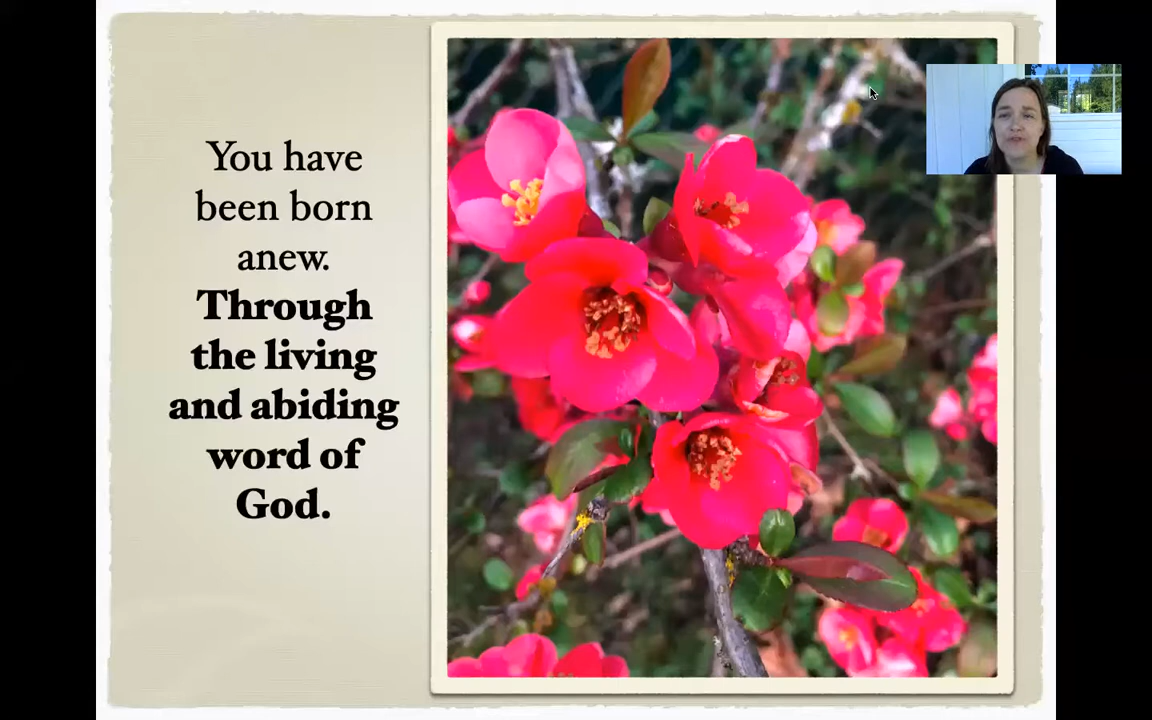 You have
been born
anew.
Through
the living
and abiding
word of
God.